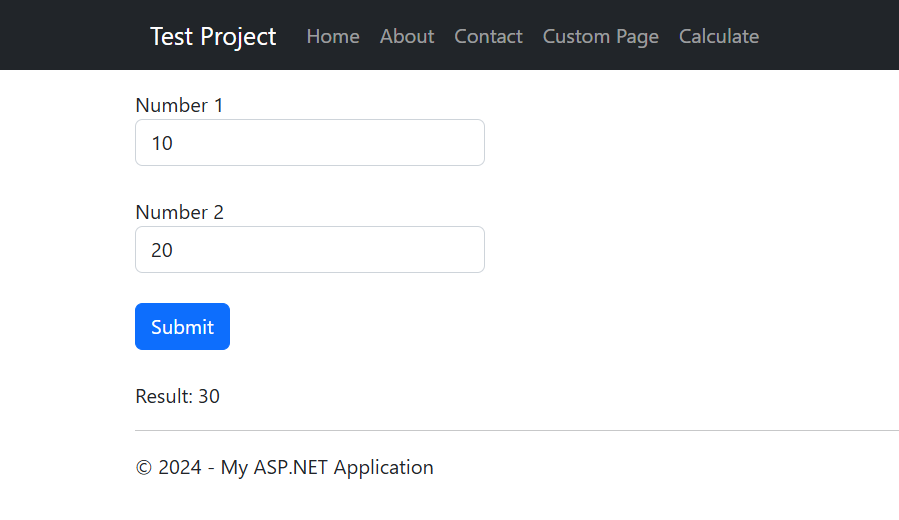 Test Project Home About Contact Custom Page Calculate
Number 1
10
Number 2
20
Submit
Result: 30
© 2024 - My ASP.NET Application